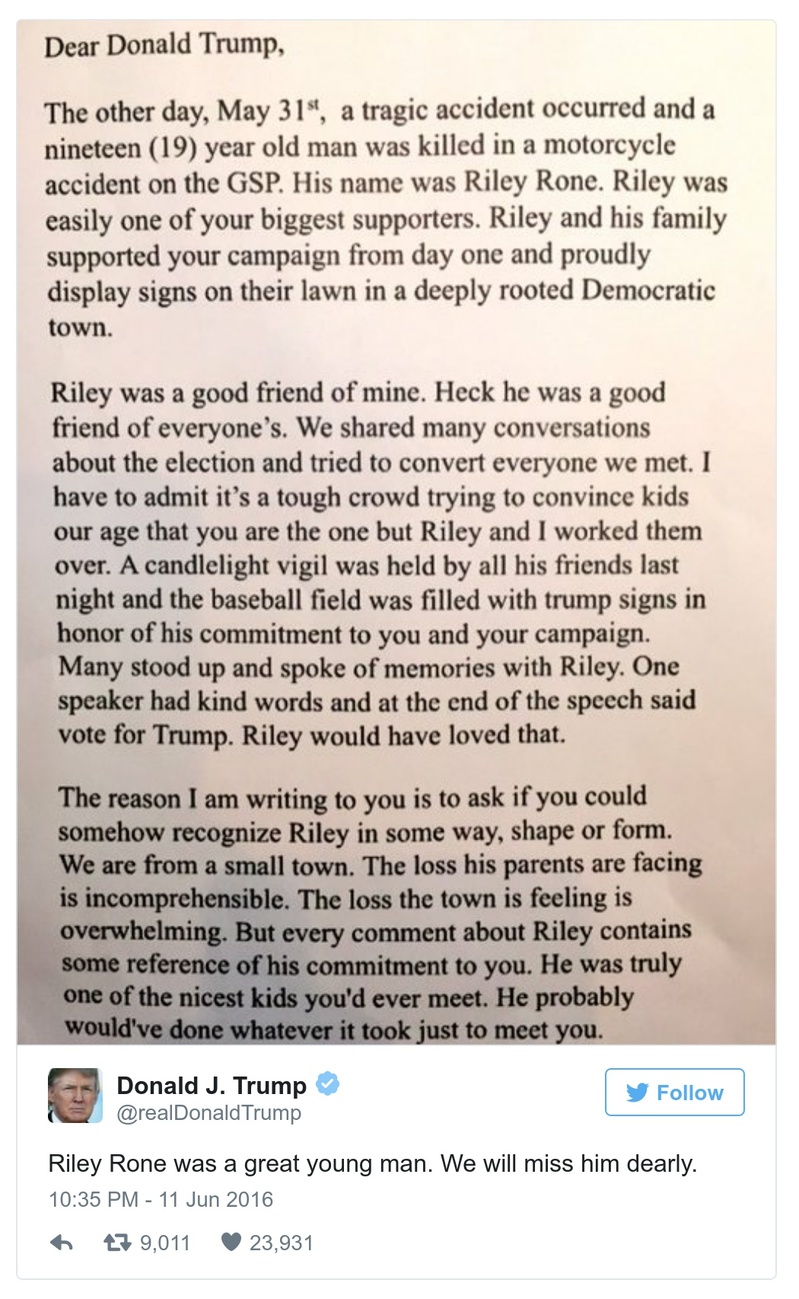 Dear Donald Trump,
The other day, May 31st, a tragic accident occurred and a
nineteen (19) year old man was killed in a motorcycle
accident on the GSP. His name was Riley Rone. Riley was
easily one of your biggest supporters. Riley and his family
supported your campaign from day one and proudly
display signs on their lawn in a deeply rooted Democratic
town.
Riley was a good friend of mine. Heck he was a good
friend of everyone's. We shared many conversations
about the election and tried to convert everyone we met. I
have to admit it's a tough crowd trying to convince kids
our age that you are the one but Riley and I worked them
over. A candlelight vigil was held by all his friends last
night and the baseball field was filled with trump signs in
honor of his commitment to you and your campaign.
Many stood up and spoke of memories with Riley. One
speaker had kind words and at the end of the speech said
vote for Trump. Riley would have loved that.
The reason I am writing to you is to ask if you could
somehow recognize Riley in some way, shape or form.
We are from a small town. The loss his parents are facing
is incomprehensible. The loss the town is feeling is
overwhelming. But every comment about Riley contains
some reference of his commitment to you. He was truly
one of the nicest kids you'd ever meet. He probably
would've done whatever it took just to meet you.
Donald J. Trump
@realDonaldTrump
Follow
Riley Rone was a great young man. We will miss him dearly.
10:35 PM - 11 Jun 2016
9,011 23,931